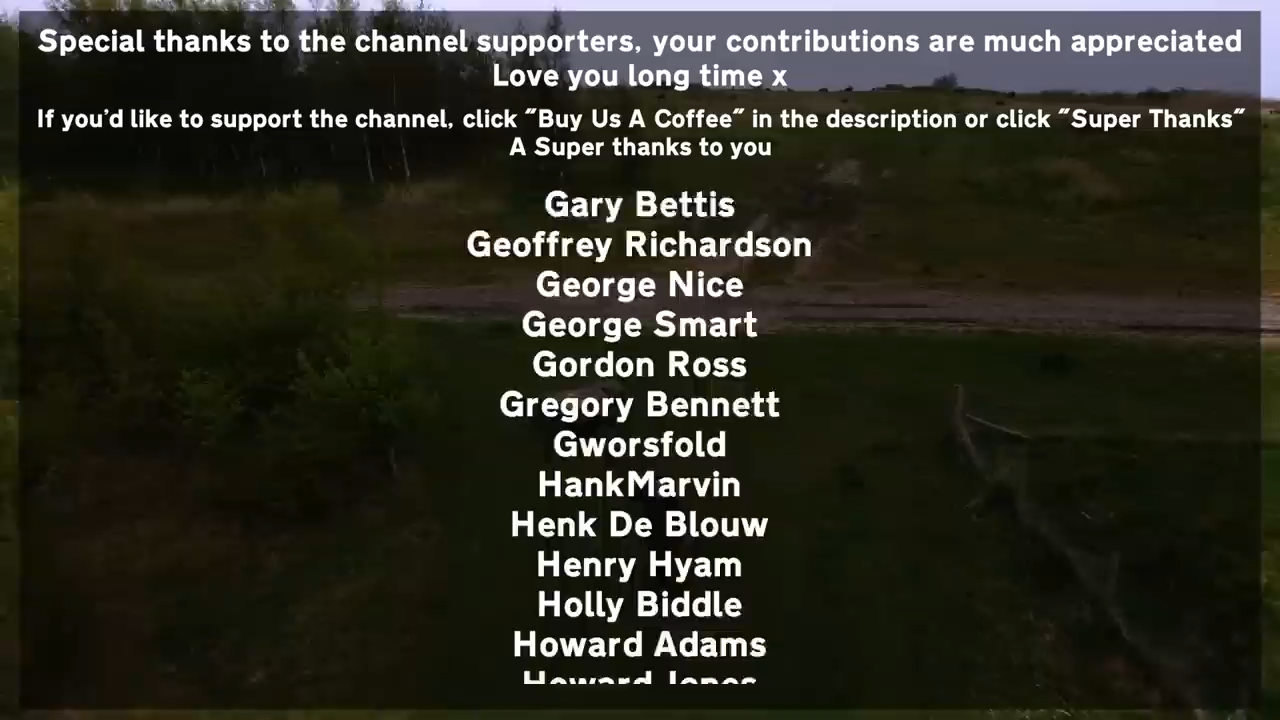 Special thanks to the channel supporters, your contributions are much appreciated
Love you long time x
If you'd like to support the channel, click "Buy Us A Coffee" in the description or click "Super Thanks"
A Super thanks to you
Gary Bettis
Geoffrey Richardson
George Nice
George Smart
Gordon Ross
Gregory Bennett
Gworsfold
HankMarvin
Henk De Blouw
Henry Hyam
Holly Biddle
Howard Adams
Howard Jones